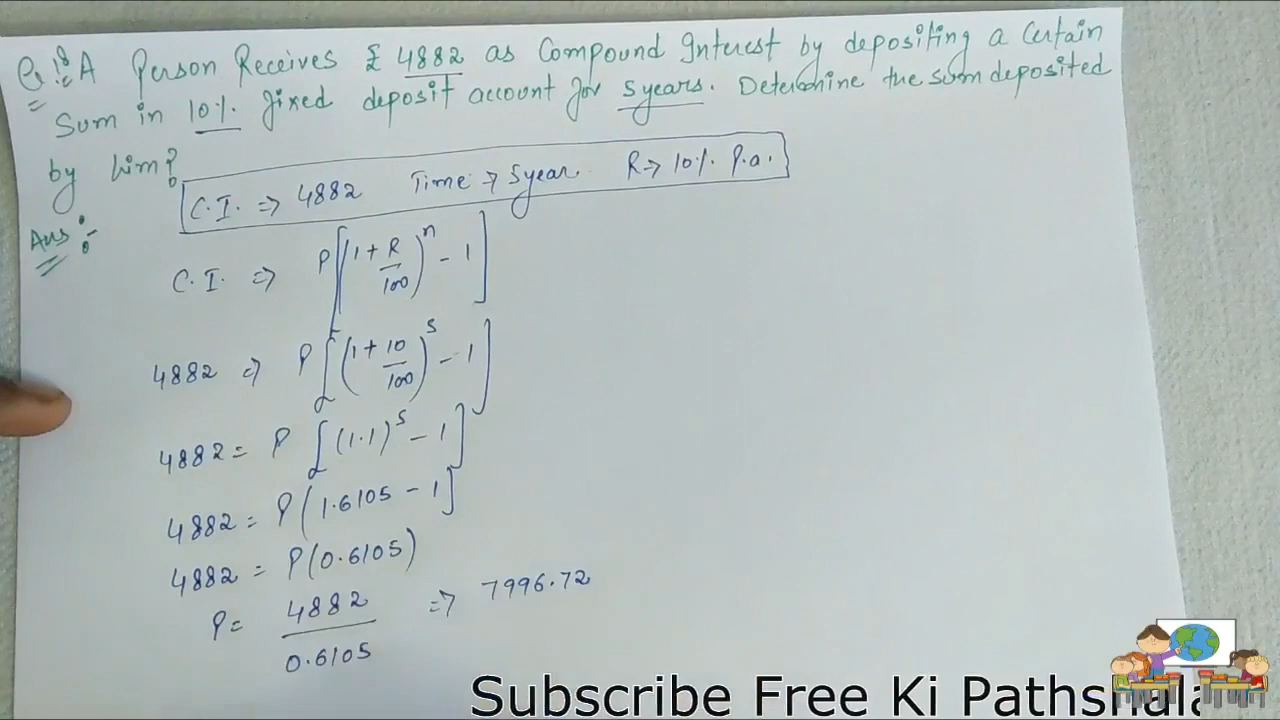 Q.18:- A Person Receives ₹ 4882 as Compound Interest by depositing a Certain
Sum in 10% fixed deposit account for 5 years. Determine the sum deposited
by him?
C.I. => 4882 Time -> 5year. R -> 10% P.a.
Ans:-
C.I. => P[(1 + R/100)^n - 1]
4882 => P[(1 + 10/100)^5 - 1]
4882 = P [(1.1)^5 - 1]
4882 = P(1.6105 - 1]
4882 = P(0.6105)
P = 4882/0.6105 => 7996.72
Subscribe Free Ki Pathshala